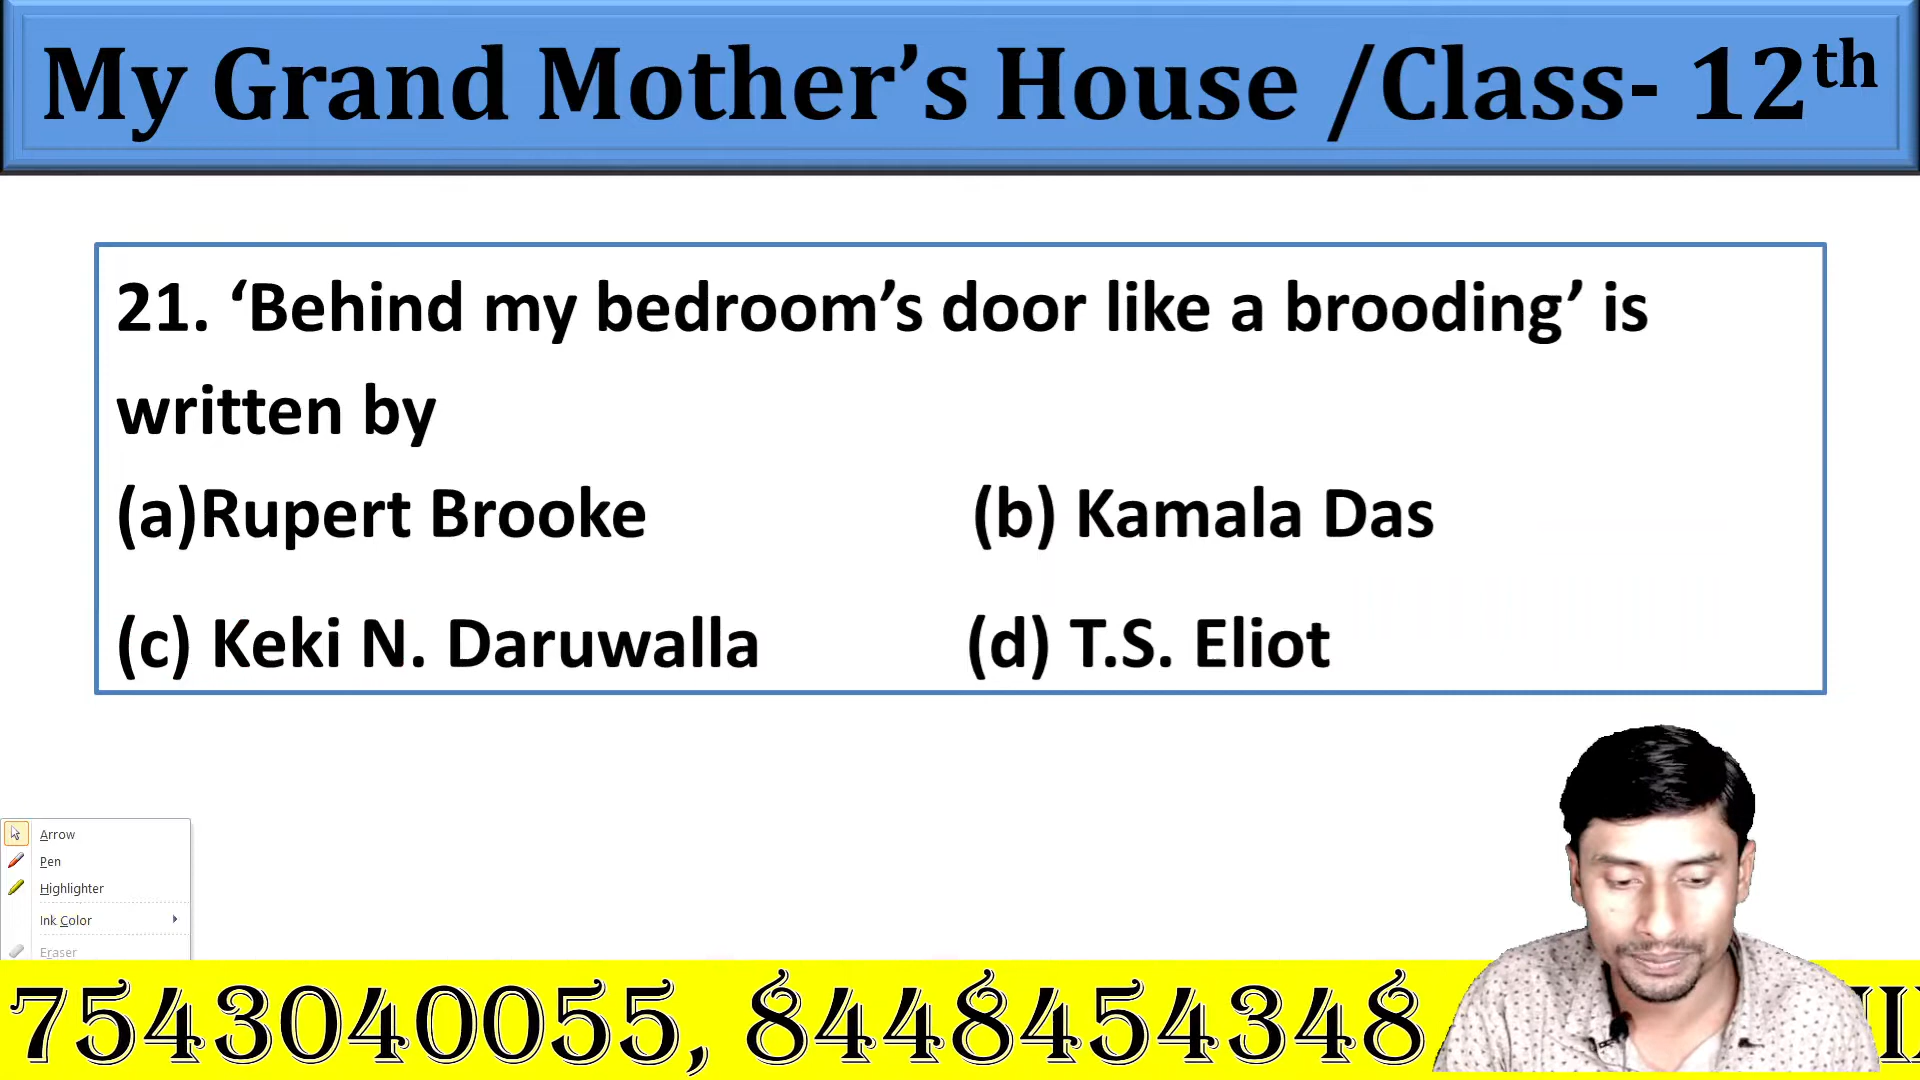 My Grand Mother’s House /Class- 12th
21. ‘Behind my bedroom’s door like a brooding’ is
written by
(a)Rupert Brooke (b) Kamala Das
(c) Keki N. Daruwalla (d) T.S. Eliot
Arrow
Pen
Highlighter
Ink Color
Eraser
7543040055, 8448454348